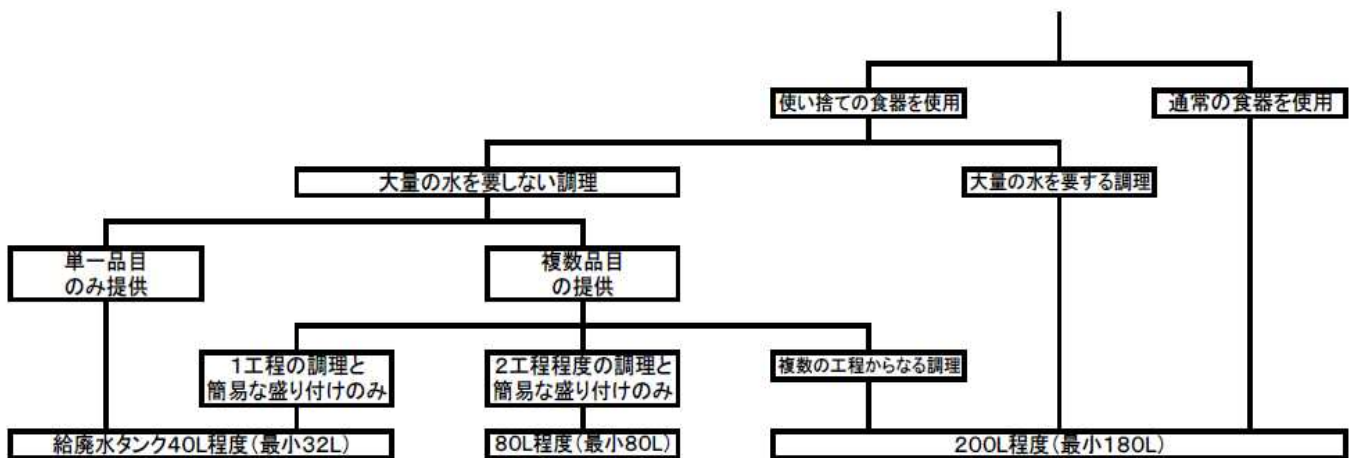 使い捨ての食器を使用
通常の食器を使用
大量の水を要しない調理
大量の水を要する調理
単一品目
のみ提供
複数品目
の提供
1工程の調理と
簡易な盛り付けのみ
2工程程度の調理と
簡易な盛り付けのみ
複数の工程からなる調理
給廃水タンク40L程度(最小32L)
80L程度(最小80L)
200L程度(最小180L)